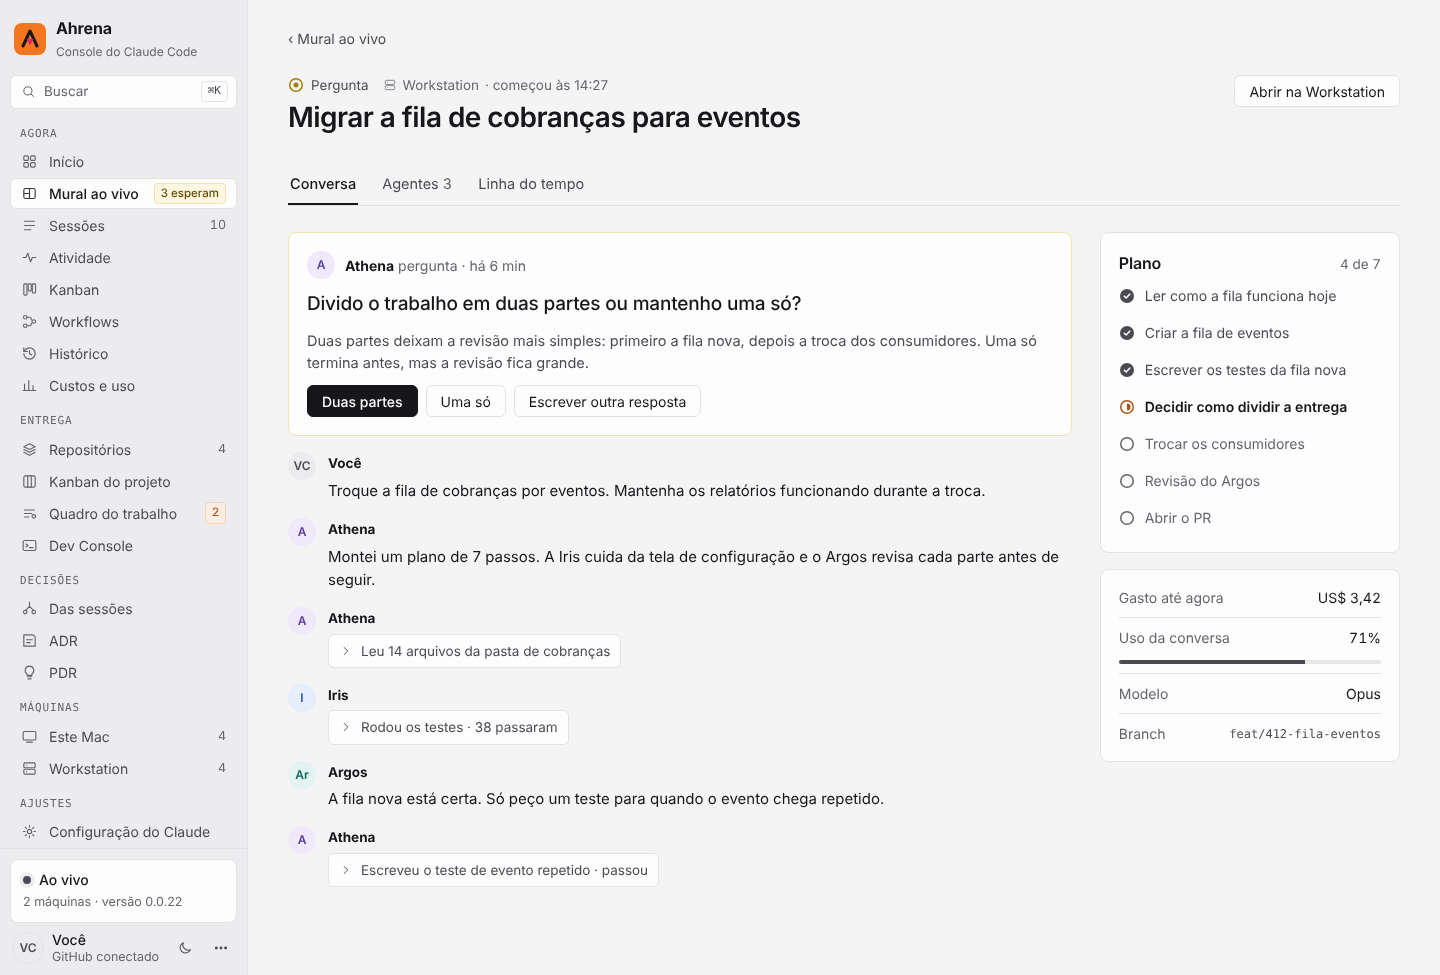 Ahrena
Console do Claude Code
Buscar
⌘K
AGORA
Início
Mural ao vivo
3 esperam
Sessões
10
Atividade
Kanban
Workflows
Histórico
Custos e uso
ENTREGA
Repositórios
4
Kanban do projeto
Quadro do trabalho
2
Dev Console
DECISÕES
Das sessões
ADR
PDR
MÁQUINAS
Este Mac
4
Workstation
4
AJUSTES
Configuração do Claude
Ao vivo
2 máquinas · versão 0.0.22
VC
Você
GitHub conectado
‹ Mural ao vivo
Pergunta
Workstation · começou às 14:27
Migrar a fila de cobranças para eventos
Abrir na Workstation
Conversa
Agentes 3
Linha do tempo
A
Athena pergunta · há 6 min
Divido o trabalho em duas partes ou mantenho uma só?
Duas partes deixam a revisão mais simples: primeiro a fila nova, depois a troca dos consumidores. Uma só
termina antes, mas a revisão fica grande.
Duas partes
Uma só
Escrever outra resposta
VC
Você
Troque a fila de cobranças por eventos. Mantenha os relatórios funcionando durante a troca.
A
Athena
Montei um plano de 7 passos. A Iris cuida da tela de configuração e o Argos revisa cada parte antes de
seguir.
A
Athena
Leu 14 arquivos da pasta de cobranças
I
Iris
Rodou os testes · 38 passaram
Ar
Argos
A fila nova está certa. Só peço um teste para quando o evento chega repetido.
A
Athena
Escreveu o teste de evento repetido · passou
Plano
4 de 7
Ler como a fila funciona hoje
Criar a fila de eventos
Escrever os testes da fila nova
Decidir como dividir a entrega
Trocar os consumidores
Revisão do Argos
Abrir o PR
Gasto até agora
US$ 3,42
Uso da conversa
71%
Modelo
Opus
Branch
feat/412-fila-eventos